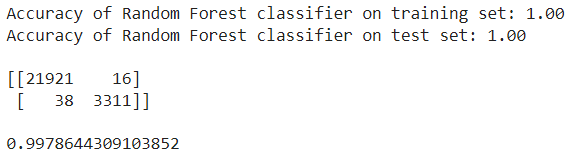 Accuracy of Random Forest classifier on training set: 1.00
Accuracy of Random Forest classifier on test set: 1.00
[[21921    16]
 [   38  3311]]
0.9978644309103852